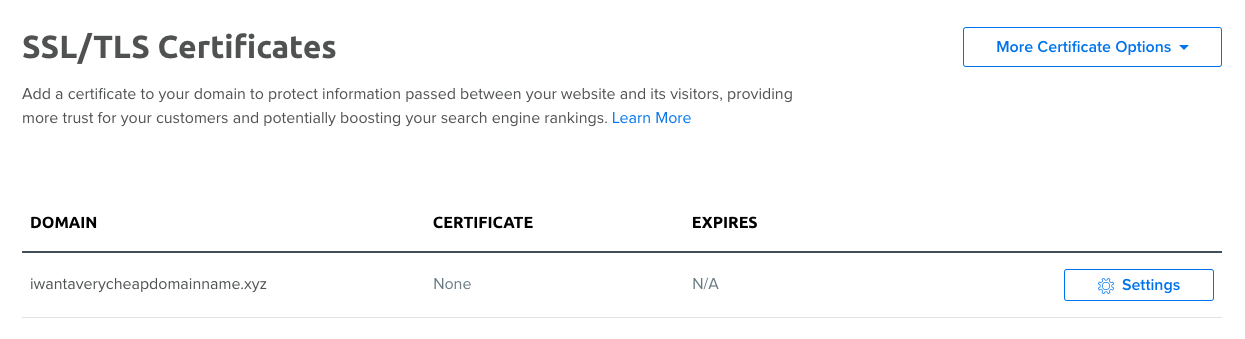 SSL/TLS Certificates
More Certificate Options
Add a certificate to your domain to protect information passed between your website and its visitors, providing
more trust for your customers and potentially boosting your search engine rankings. Learn More
DOMAIN CERTIFICATE EXPIRES
iwantaverycheapdomainname.xyz None N/A Settings